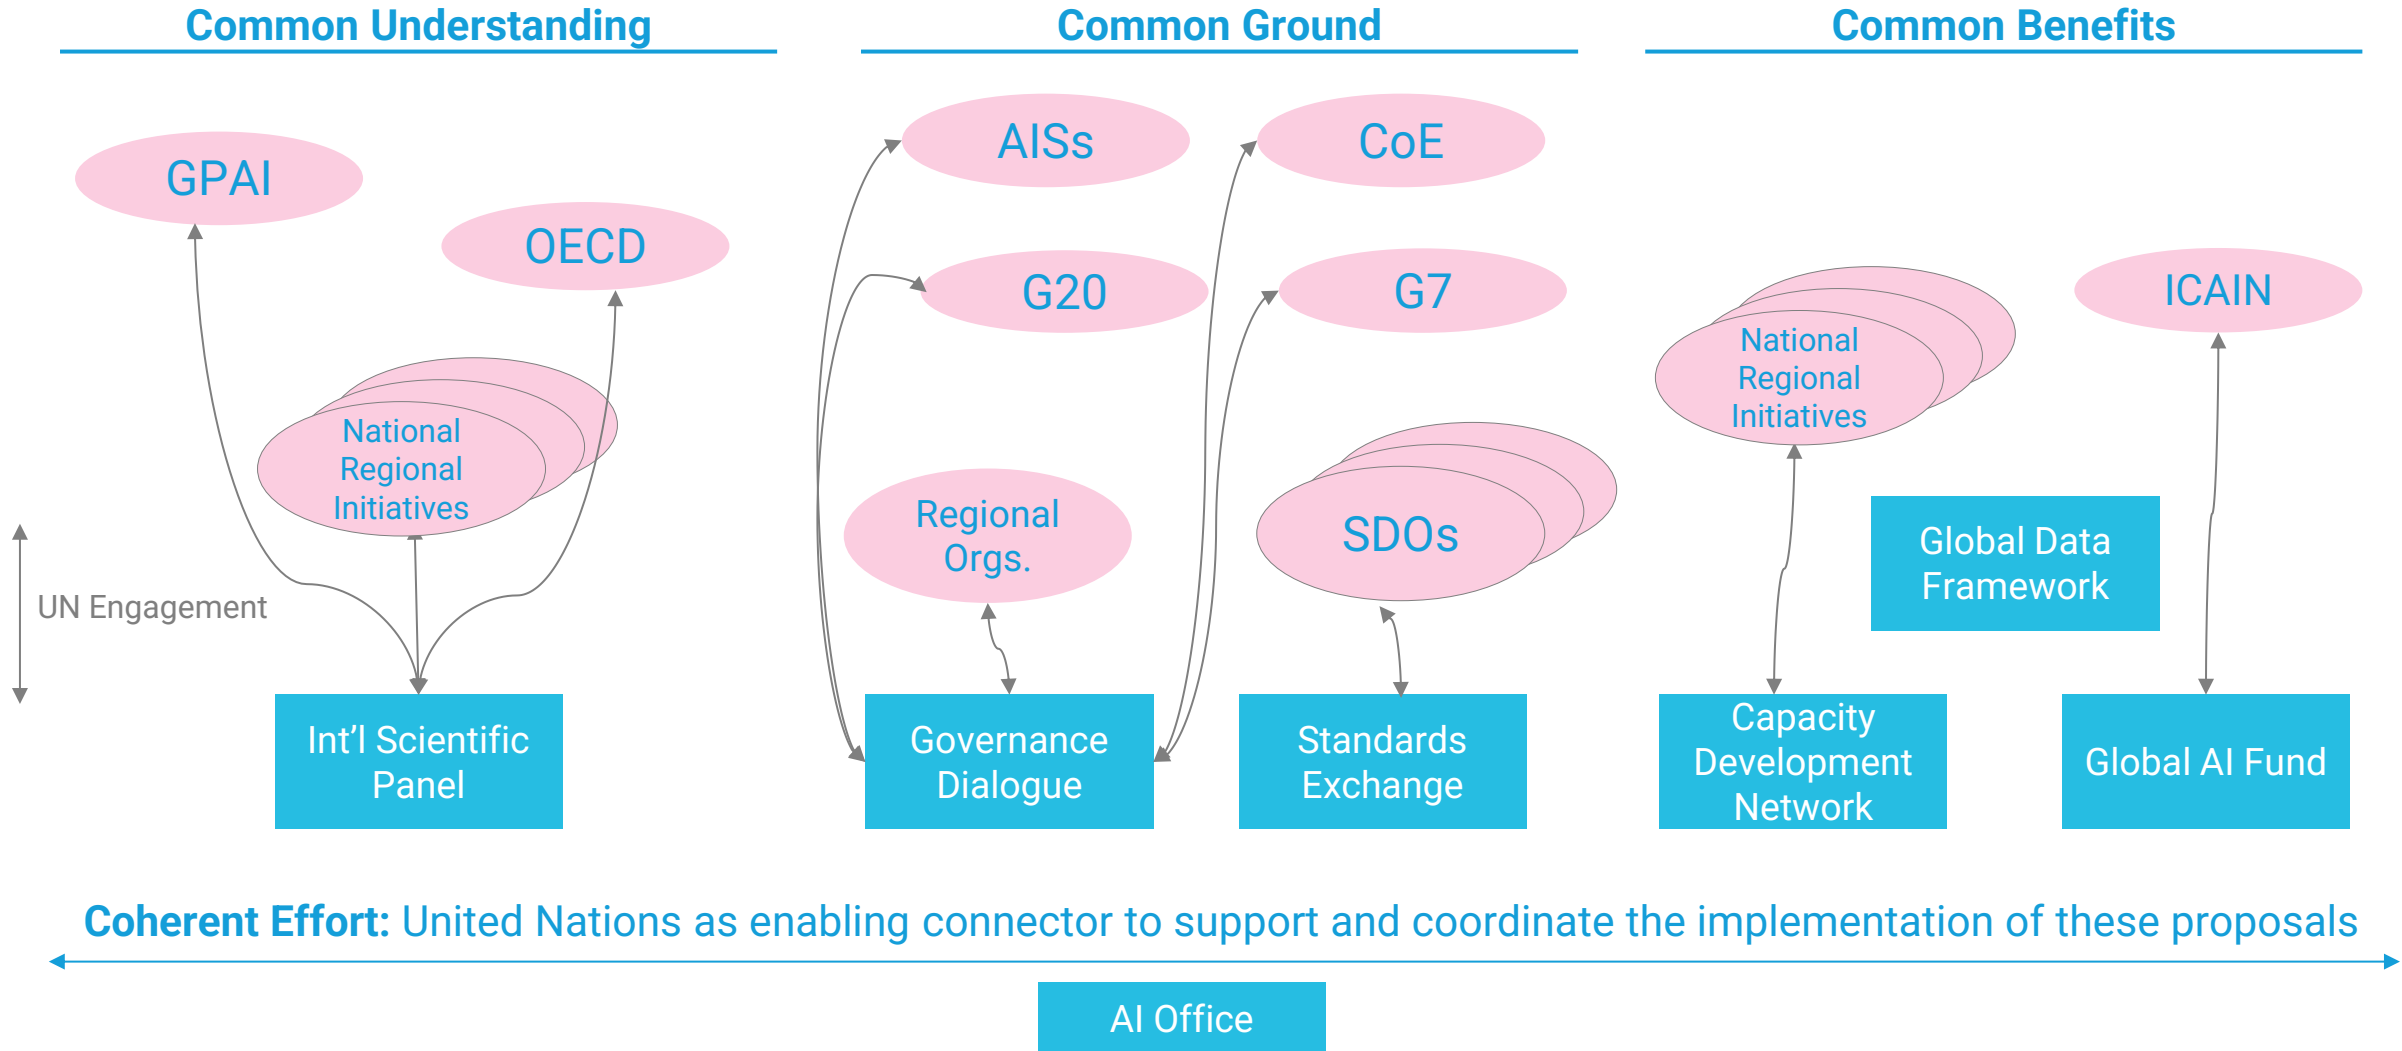 Common Understanding
Common Ground
Common Benefits
GPAI
OECD
National
Regional
Initiatives
UN Engagement
Int’l Scientific
Panel
AISs
CoE
G20
G7
Regional
Orgs.
SDOs
Governance
Dialogue
Standards
Exchange
National
Regional
Initiatives
ICAIN
Global Data
Framework
Capacity
Development
Network
Global AI Fund
Coherent Effort: United Nations as enabling connector to support and coordinate the implementation of these proposals
AI Office